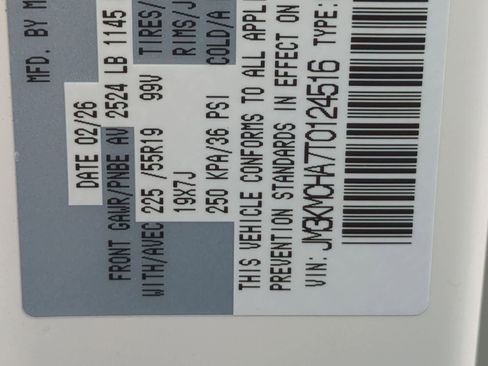 MFD. BY M
DATE 02/26
FRONT GAWR/PNBE AV 2524 LB 1145
WITH/AVEC 225 /55R19 99V TIRES/
19X7J RIMS/J
250 KPA/36 PSI COLD/A
THIS VEHICLE CONFORMS TO ALL APPL
PREVENTION STANDARDS IN EFFECT ON
VIN: JM3KMCHA7T0124516 TYPE: